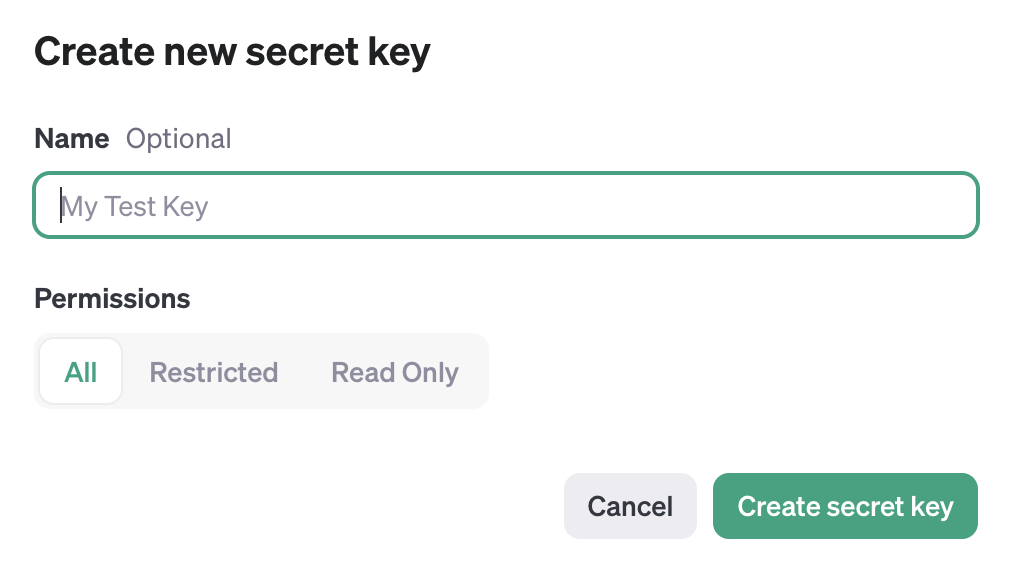 Create new secret key
Name Optional
My Test Key
Permissions
All Restricted Read Only
Cancel Create secret key